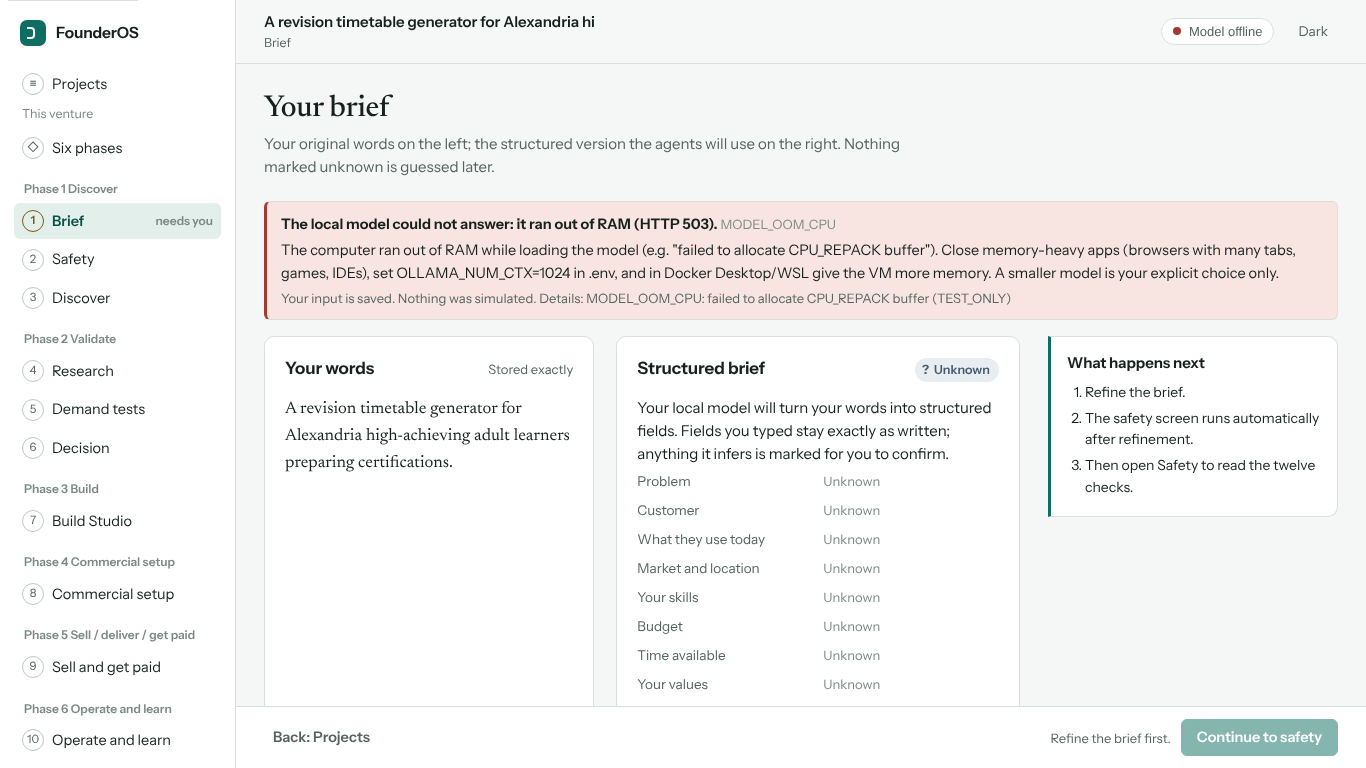 FounderOS
Projects
This venture
Six phases
Phase 1 Discover
1 Brief needs you
2 Safety
3 Discover
Phase 2 Validate
4 Research
5 Demand tests
6 Decision
Phase 3 Build
7 Build Studio
Phase 4 Commercial setup
8 Commercial setup
Phase 5 Sell / deliver / get paid
9 Sell and get paid
Phase 6 Operate and learn
10 Operate and learn
A revision timetable generator for Alexandria hi
Brief
Model offline
Dark
Your brief
Your original words on the left; the structured version the agents will use on the right. Nothing
marked unknown is guessed later.
The local model could not answer: it ran out of RAM (HTTP 503). MODEL_OOM_CPU
The computer ran out of RAM while loading the model (e.g. "failed to allocate CPU_REPACK buffer"). Close memory-heavy apps (browsers with many tabs,
games, IDEs), set OLLAMA_NUM_CTX=1024 in .env, and in Docker Desktop/WSL give the VM more memory. A smaller model is your explicit choice only.
Your input is saved. Nothing was simulated. Details: MODEL_OOM_CPU: failed to allocate CPU_REPACK buffer (TEST_ONLY)
Your words Stored exactly
A revision timetable generator for
Alexandria high-achieving adult learners
preparing certifications.
Structured brief ? Unknown
Your local model will turn your words into structured
fields. Fields you typed stay exactly as written;
anything it infers is marked for you to confirm.
Problem Unknown
Customer Unknown
What they use today Unknown
Market and location Unknown
Your skills Unknown
Budget Unknown
Time available Unknown
Your values Unknown
What happens next
1. Refine the brief.
2. The safety screen runs automatically
after refinement.
3. Then open Safety to read the twelve
checks.
Back: Projects
Refine the brief first.
Continue to safety